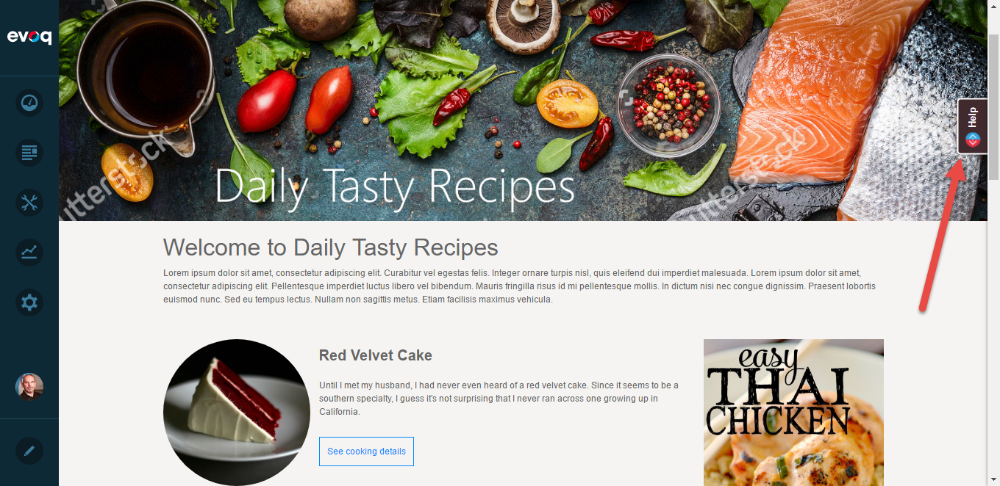 evoq
Help
Daily Tasty Recipes
Welcome to Daily Tasty Recipes
Lorem ipsum dolor sit amet, consectetur adipiscing elit. Curabitur vel egestas felis. Integer ornare turpis nisl, quis eleifend dui imperdiet malesuada. Lorem ipsum dolor sit amet,
consectetur adipiscing elit. Pellentesque imperdiet luctus libero vel bibendum. Mauris fringilla risus id mi pellentesque mollis. In dictum nisi nec congue dignissim. Praesent lobortis
euismod nunc. Sed eu tempus lectus. Nullam non sagittis metus. Etiam facilisis maximus vehicula.
Red Velvet Cake
Until I met my husband, I had never even heard of a red velvet cake. Since it seems to be a
southern specialty, I guess it's not surprising that I never ran across one growing up in
California.
See cooking details
easy
THAI
CHICKEN